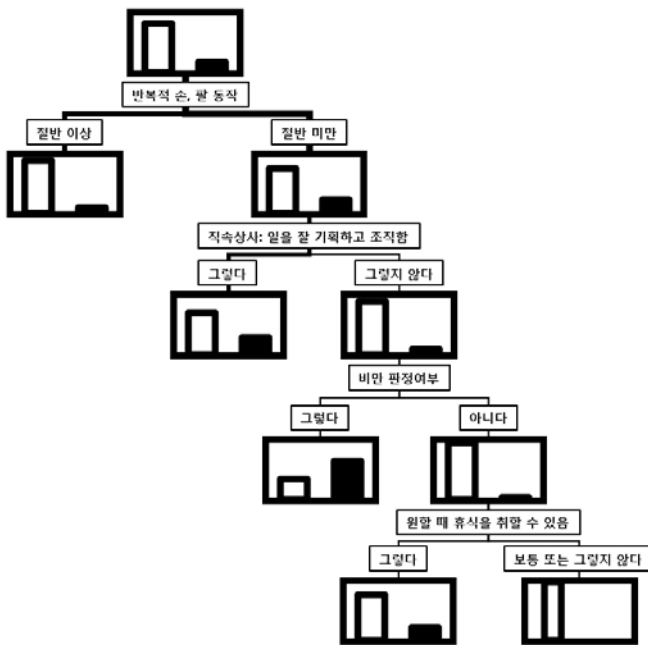 반복적 손, 팔 동작
절반 이상
절반 미만
직속상사: 일을 잘 기획하고 조직함
그렇다
그렇지 않다
비만 판정여부
그렇다
아니다
원할 때 휴식을 취할 수 있음
그렇다
보통 또는 그렇지 않다